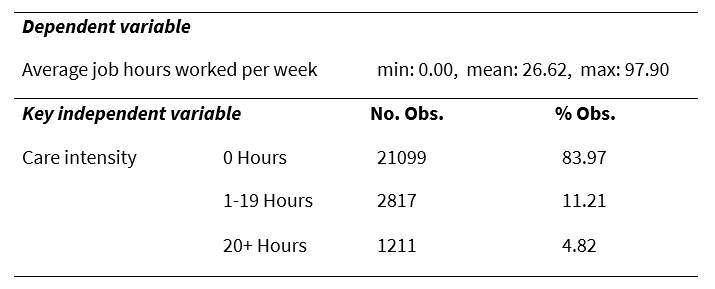 Dependent variable
Average job hours worked per week min: 0.00, mean: 26.62, max: 97.90
Key independent variable No. Obs. % Obs.
Care intensity 0 Hours 21099 83.97
1-19 Hours 2817 11.21
20+ Hours 1211 4.82